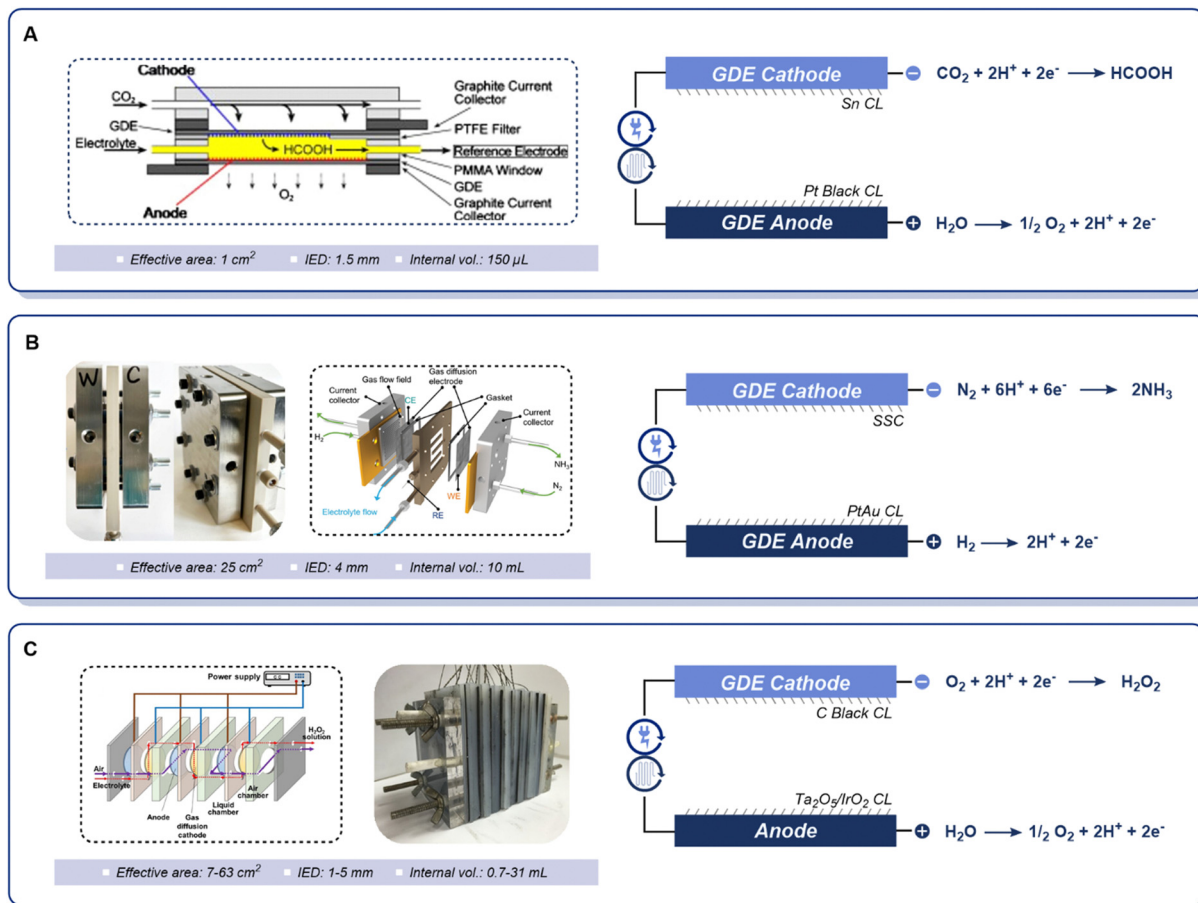 A
Cathode
CO₂
GDE
Electrolyte
HCOOH
Anode
O₂
Graphite Current
Collector
PTFE Filter
Reference Electrode
PMMA Window
GDE
Graphite Current
Collector
Effective area: 1 cm² IED: 1.5 mm Internal vol.: 150 µL
GDE Cathode
Sn CL
CO₂ + 2H⁺ + 2e⁻ → HCOOH
Pt Black CL
GDE Anode
H₂O → 1/₂ O₂ + 2H⁺ + 2e⁻
B
W C
Gas flow field
Gas diffusion
electrode
Current
collector
CE
Gasket
Current
collector
H₂
NH₃
N₂
WE
Electrolyte flow
RE
Effective area: 25 cm² IED: 4 mm Internal vol.: 10 mL
GDE Cathode
SSC
N₂ + 6H⁺ + 6e⁻ → 2NH₃
PtAu CL
GDE Anode
H₂ → 2H⁺ + 2e⁻
C
Power supply
H₂O₂
solution
Air
Electrolyte
Air
chamber
Liquid
chamber
Anode
Gas
diffusion
cathode
Effective area: 7-63 cm² IED: 1-5 mm Internal vol.: 0.7-31 mL
GDE Cathode
C Black CL
O₂ + 2H⁺ + 2e⁻ → H₂O₂
Ta₂O₅/IrO₂ CL
Anode
H₂O → 1/₂ O₂ + 2H⁺ + 2e⁻